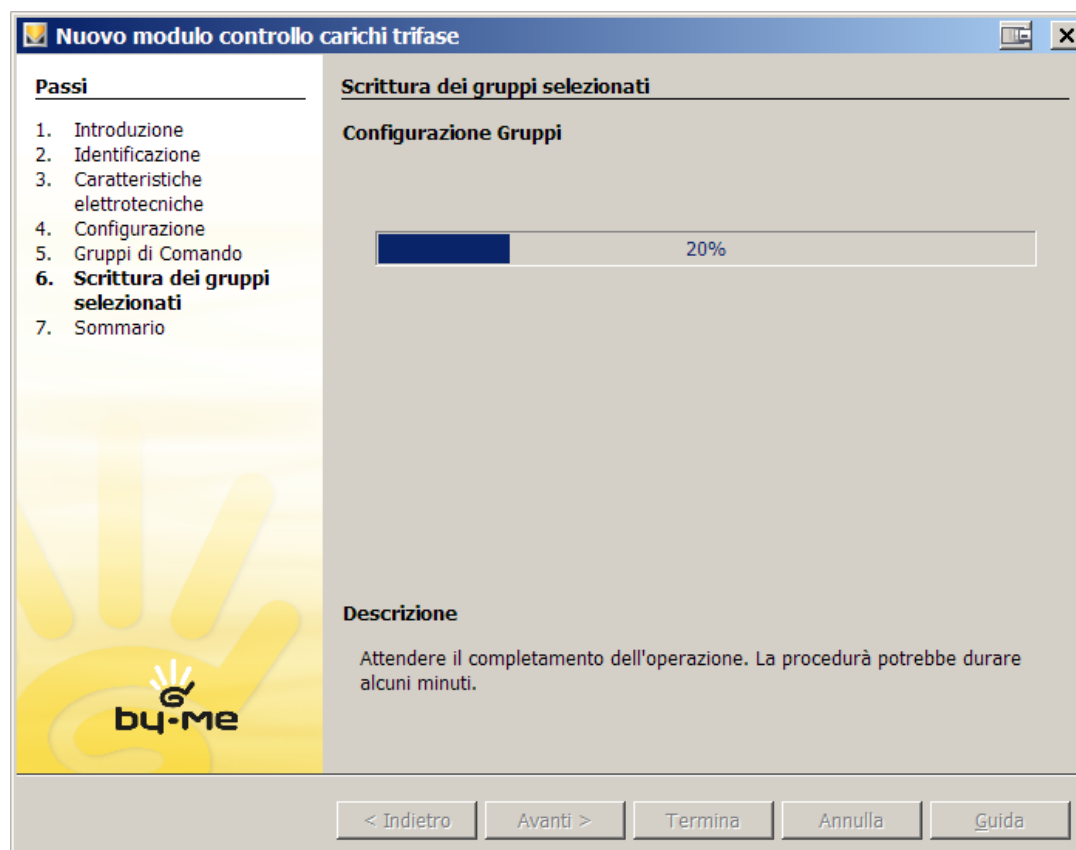 Nuovo modulo controllo carichi trifase
Passi
1. Introduzione
2. Identificazione
3. Caratteristiche
elettrotecniche
4. Configurazione
5. Gruppi di Comando
6. Scrittura dei gruppi
selezionati
7. Sommario
by-me
Scrittura dei gruppi selezionati
Configurazione Gruppi
20%
Descrizione
Attendere il completamento dell'operazione. La procedurà potrebbe durare
alcuni minuti.
< Indietro Avanti > Termina Annulla Guida